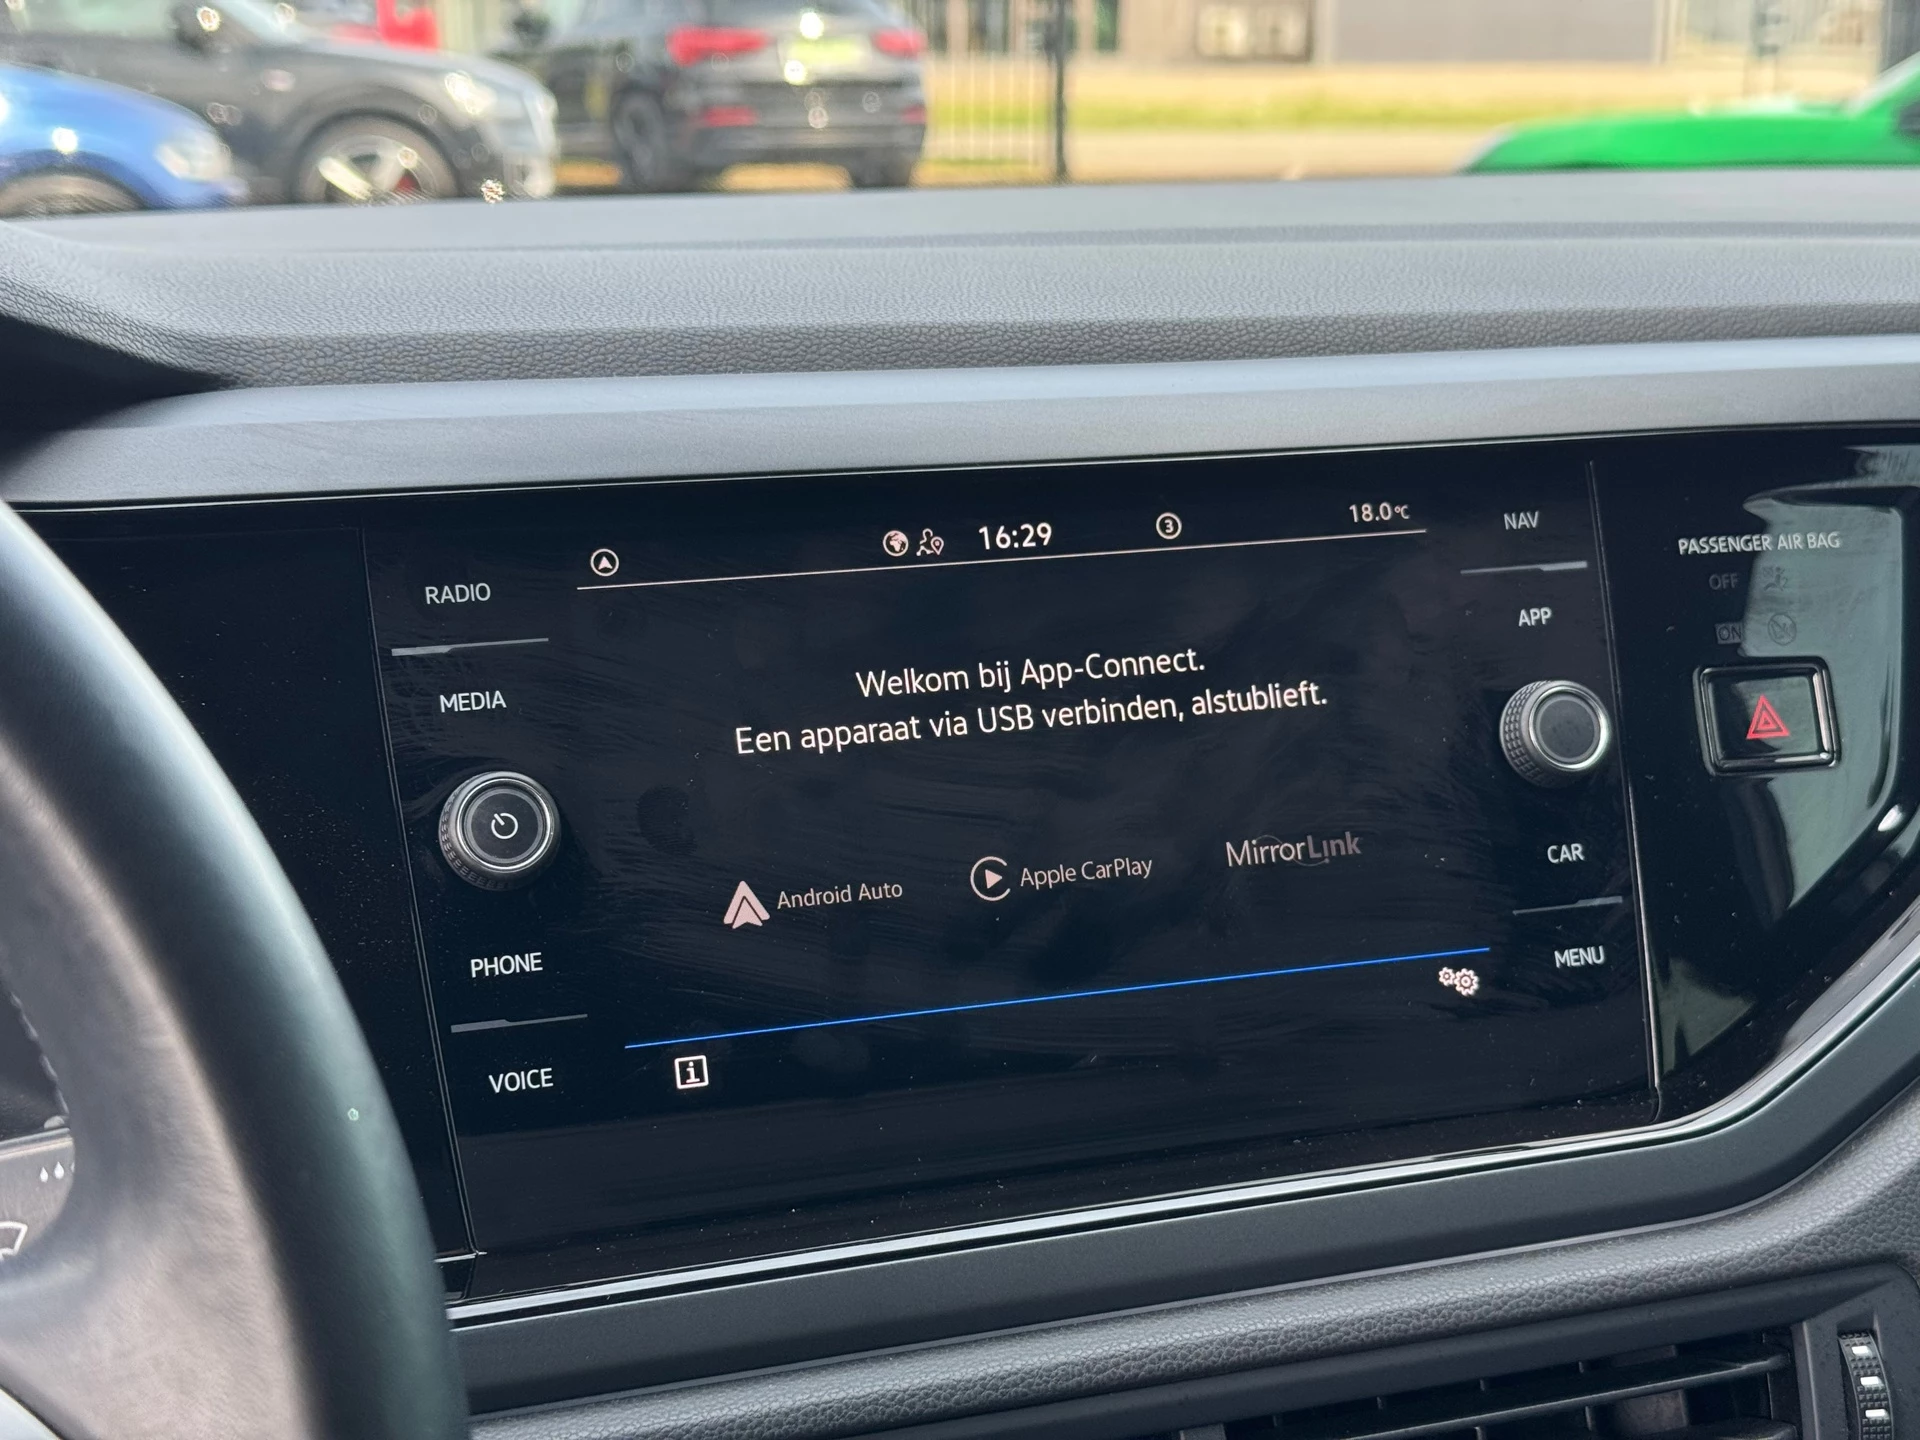 16:29
3
18.0°C
NAV
PASSENGER AIR BAG
OFF
ON
RADIO
APP
Welkom bij App-Connect.
Een apparaat via USB verbinden, alstublieft.
MEDIA
Android Auto
Apple CarPlay
MirrorLink
CAR
PHONE
MENU
VOICE
i